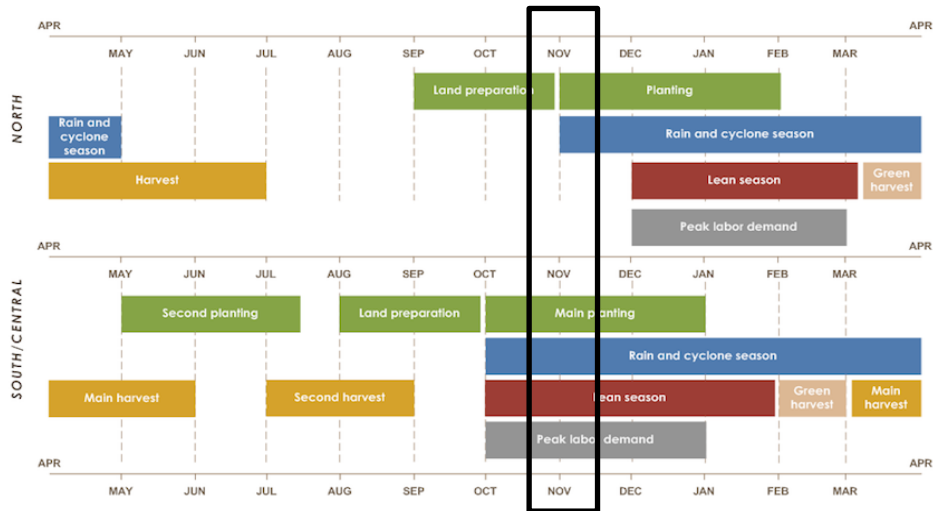 APR APR
MAY JUN JUL AUG SEP OCT NOV DEC JAN FEB MAR
NORTH
Land preparation Planting
Rain and
cyclone
season
Rain and cyclone season
Harvest Lean season
Green
harvest
Peak labor demand
APR APR
MAY JUN JUL AUG SEP OCT NOV DEC JAN FEB MAR
SOUTH/CENTRAL
Second planting Land preparation Main planting
Rain and cyclone season
Main harvest Second harvest Lean season
Green
harvest
Main
harvest
Peak labor demand
APR APR
MAY JUN JUL AUG SEP OCT NOV DEC JAN FEB MAR